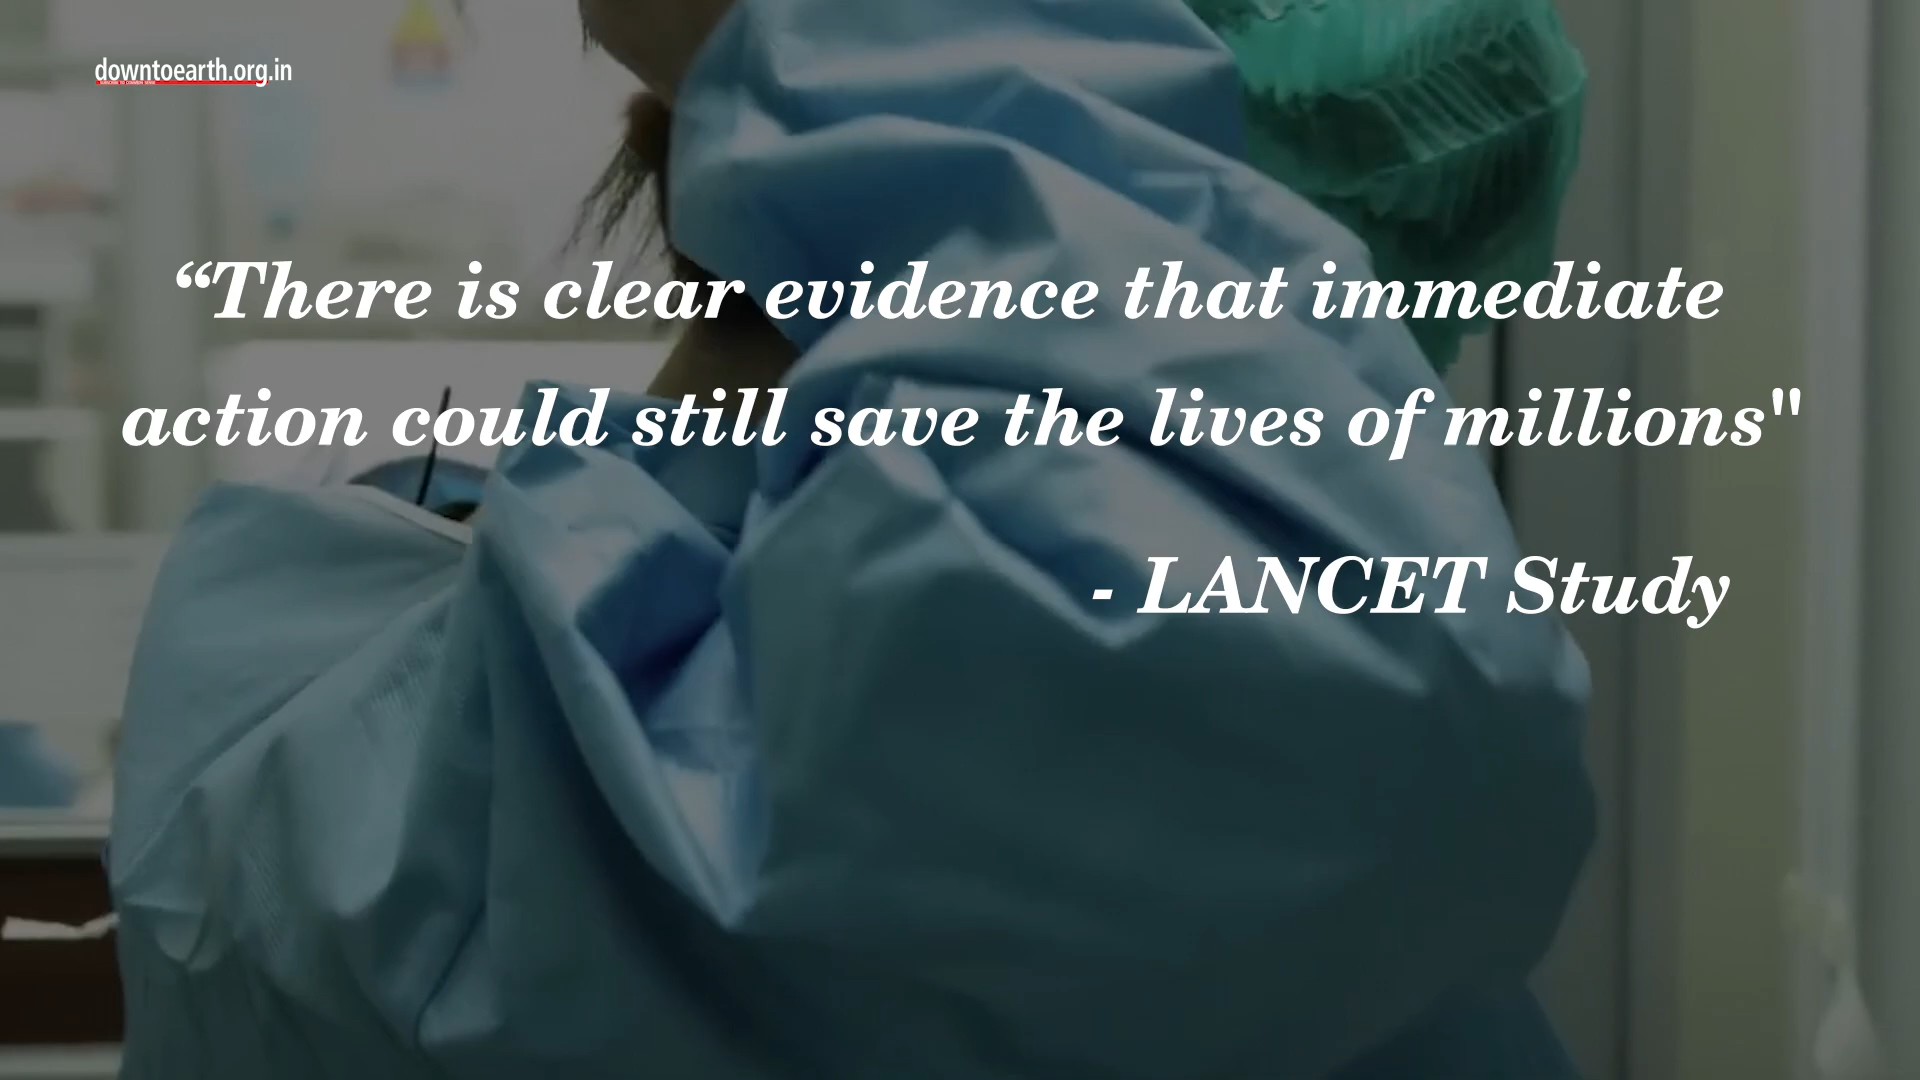 downtoearth.org.in
“There is clear evidence that immediate
action could still save the lives of millions"
- LANCET Study